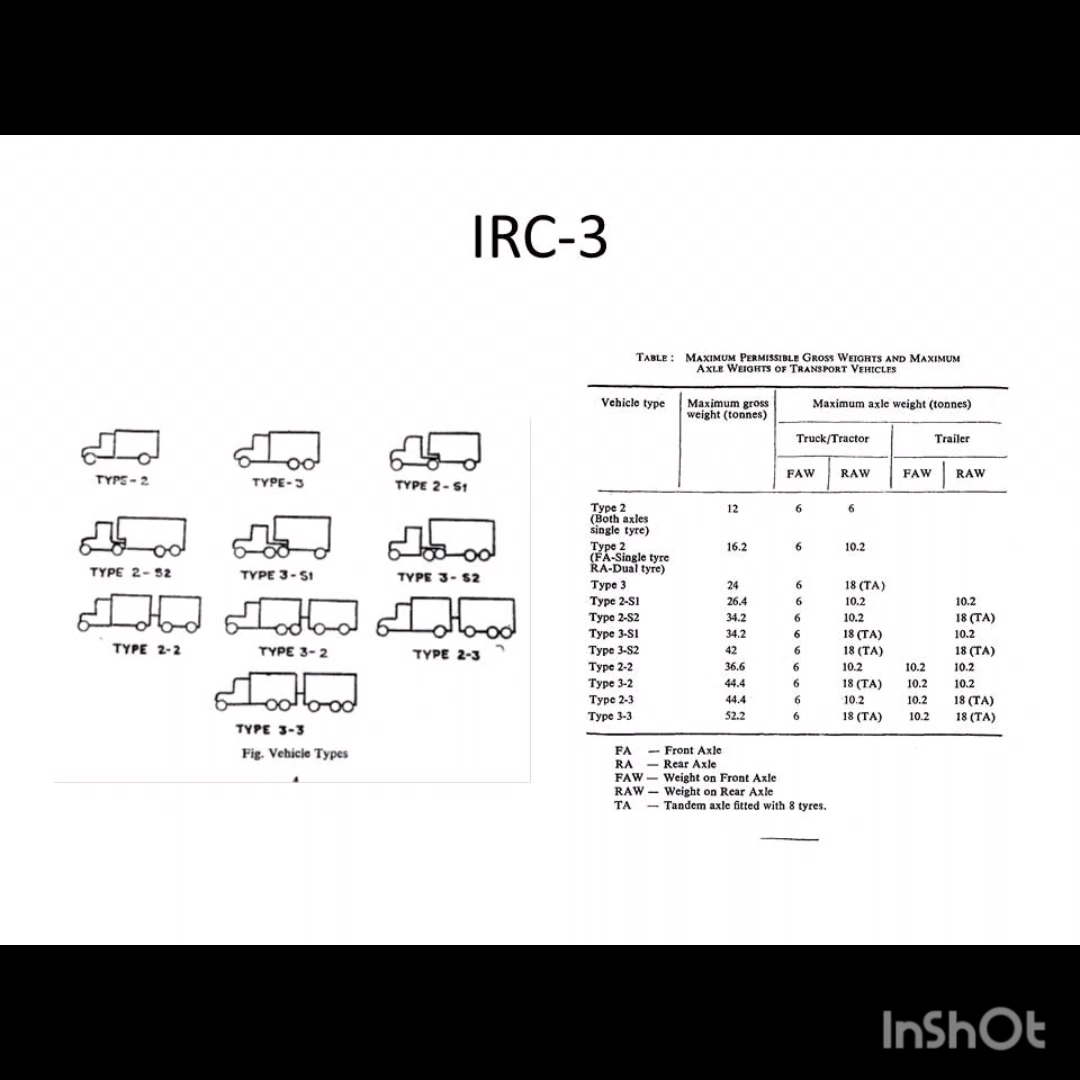 IRC-3
TYPE-2
TYPE-3
TYPE 2-S1
TYPE 2-S2
TYPE 3-S1
TYPE 3-S2
TYPE 2-2
TYPE 3-2
TYPE 2-3
TYPE 3-3
Fig. Vehicle Types
TABLE : MAXIMUM PERMISSIBLE GROSS WEIGHTS AND MAXIMUM
AXLE WEIGHTS OF TRANSPORT VEHICLES
Vehicle type Maximum gross Maximum axle weight (tonnes)
weight (tonnes)
Truck/Tractor Trailer
FAW RAW FAW RAW
Type 2 12 6 6
(Both axles
single tyre)
Type 2 16.2 6 10.2
(FA-Single tyre
RA-Dual tyre)
Type 3 24 6 18 (TA)
Type 2-S1 26.4 6 10.2 10.2
Type 2-S2 34.2 6 10.2 18 (TA)
Type 3-S1 34.2 6 18 (TA) 10.2
Type 3-S2 42 6 18 (TA) 18 (TA)
Type 2-2 36.6 6 10.2 10.2 10.2
Type 3-2 44.4 6 18 (TA) 10.2 10.2
Type 2-3 44.4 6 10.2 10.2 18 (TA)
Type 3-3 52.2 6 18 (TA) 10.2 18 (TA)
FA — Front Axle
RA — Rear Axle
FAW — Weight on Front Axle
RAW — Weight on Rear Axle
TA — Tandem axle fitted with 8 tyres.
InShOt